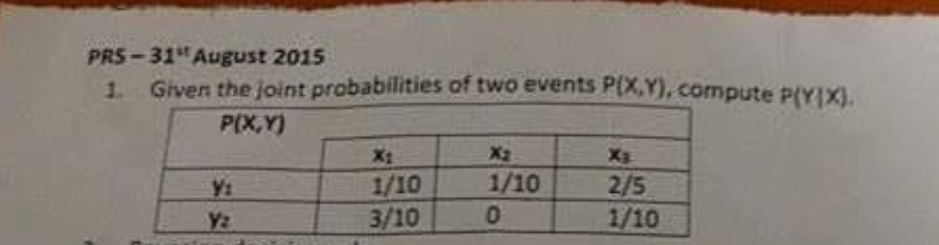 PRS – 31st August 2015
1. Given the joint probabilities of two events P(X,Y), compute P(Y|X).
P(X,Y)
x1 x2 x3
y1 1/10 1/10 2/5
y2 3/10 0 1/10